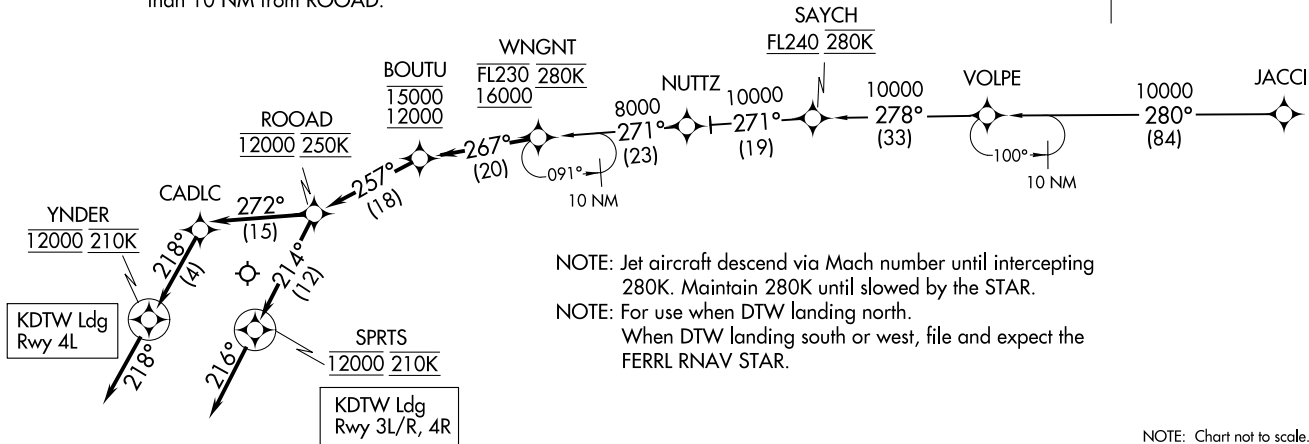 than 10 NM from ROOAD.
SAYCH
FL240 280K
WNGNT
FL230 280K
16000
BOUTU
15000
12000
NUTTZ
VOLPE
JACCI
ROOAD
12000 250K
8000
271°
(23)
10000
271°
(19)
10000
278°
(33)
10000
280°
(84)
267°
(20)
091°
10 NM
100°
10 NM
257°
(18)
CADLC
272°
(15)
YNDER
12000 210K
218°
(4)
214°
(12)
NOTE: Jet aircraft descend via Mach number until intercepting
280K. Maintain 280K until slowed by the STAR.
NOTE: For use when DTW landing north.
When DTW landing south or west, file and expect the
FERRL RNAV STAR.
KDTW Ldg
Rwy 4L
218°
216°
SPRTS
12000 210K
KDTW Ldg
Rwy 3L/R, 4R
NOTE: Chart not to scale.